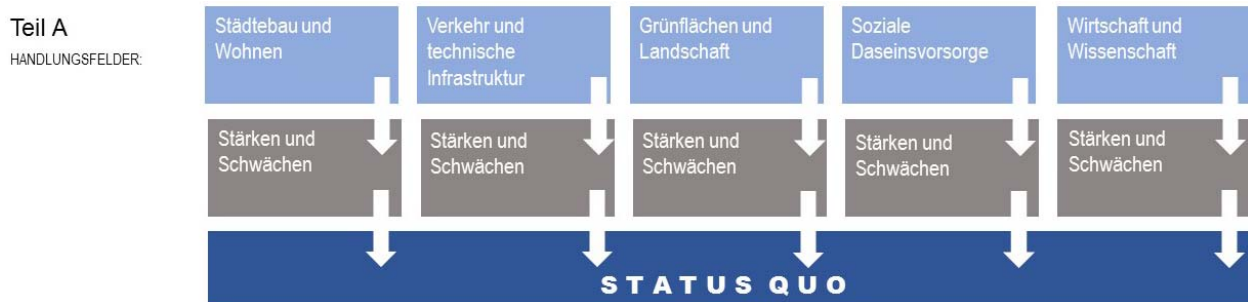 Teil A
HANDLUNGSFELDER:
Städtebau und
Wohnen
Verkehr und
technische
Infrastruktur
Grünflächen und
Landschaft
Soziale
Daseinsvorsorge
Wirtschaft und
Wissenschaft
Stärken und
Schwächen
Stärken und
Schwächen
Stärken und
Schwächen
Stärken und
Schwächen
Stärken und
Schwächen
STATUS QUO